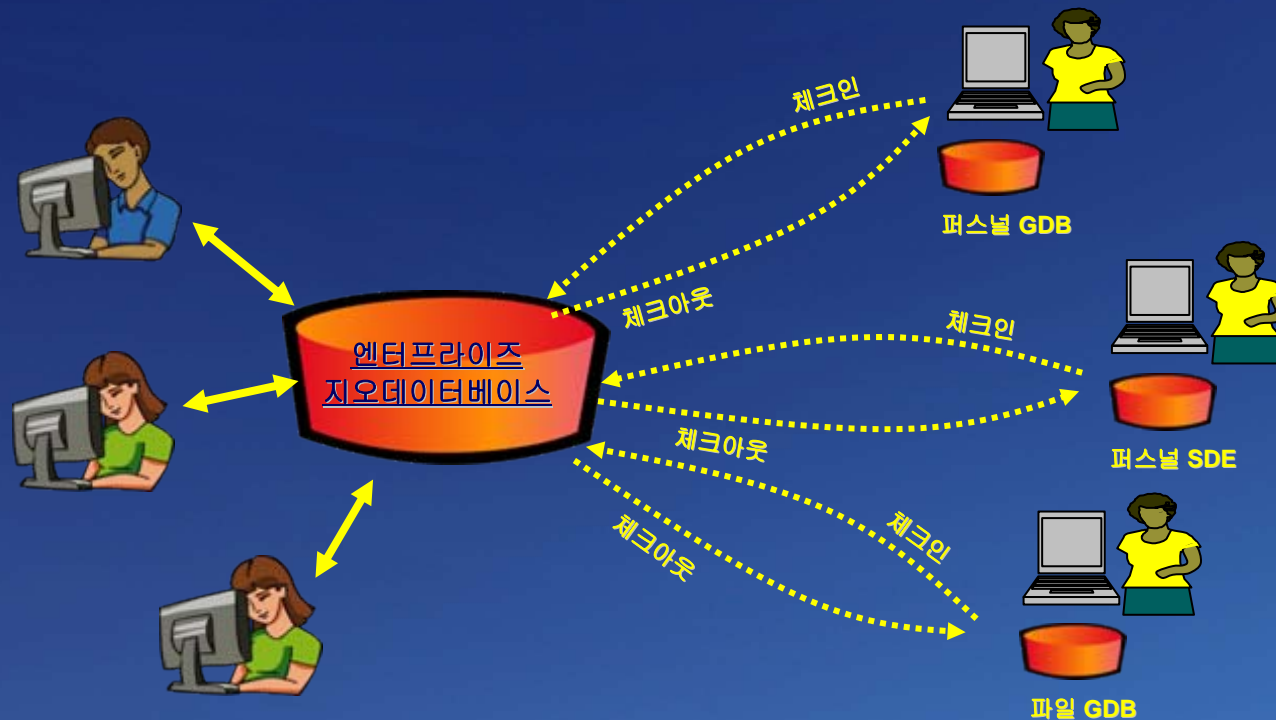 체크인
퍼스널 GDB
체크아웃
체크인
엔터프라이즈
지오데이터베이스
체크아웃
퍼스널 SDE
체크인
체크아웃
파일 GDB